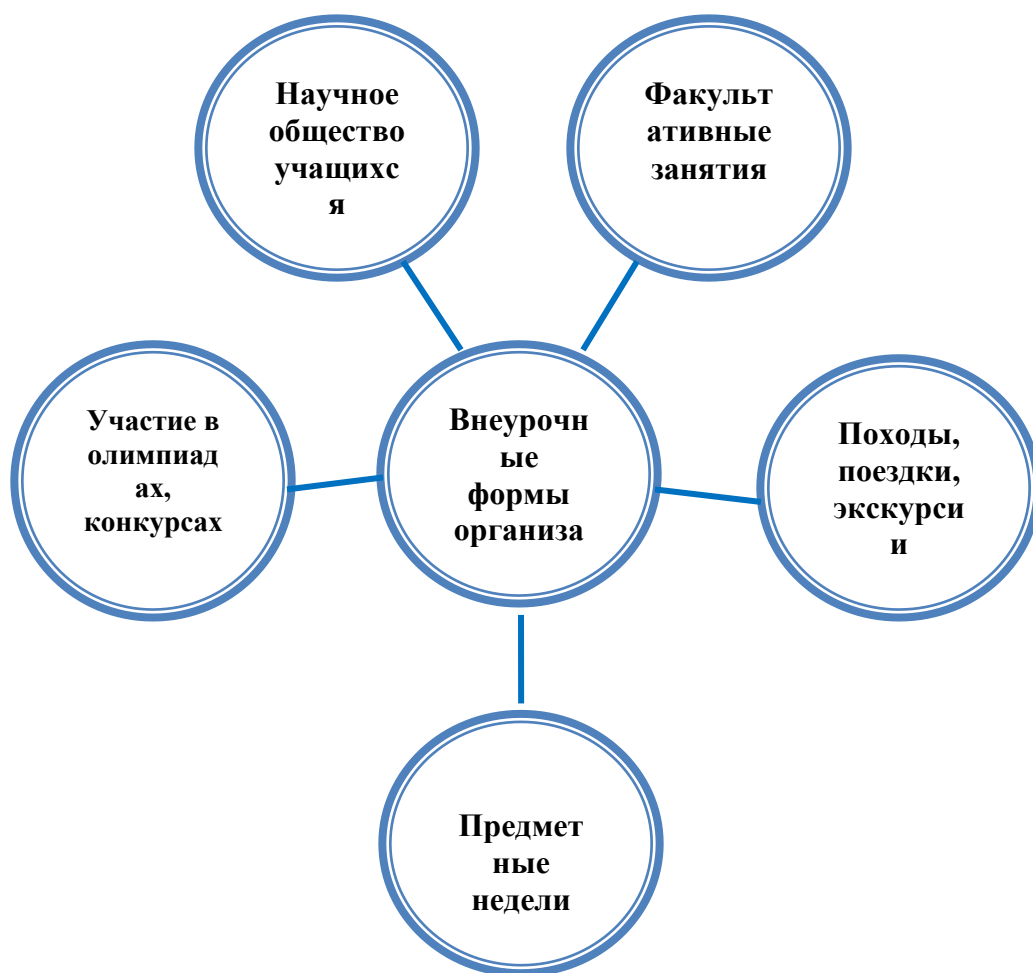 Научное
общество
учащихс
я
Факульт
ативные
занятия
Участие в
олимпиад
ах,
конкурсах
Внеурочн
ые
формы
организа
Походы,
поездки,
экскурси
и
Предмет
ные
недели